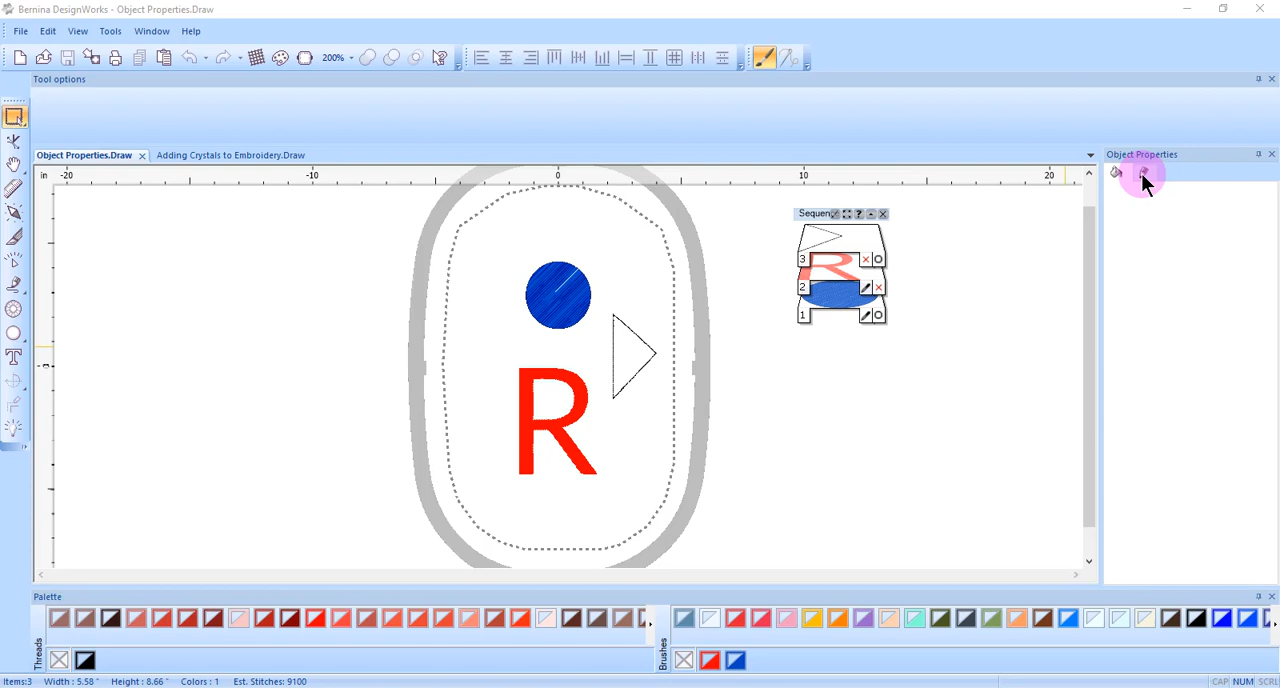 Bernina DesignWorks - Object Properties.Draw
File Edit View Tools Window Help
200%
Tool options
Object Properties.Draw Adding Crystals to Embroidery.Draw
Object Properties
in -20 -10 0 10 20
Sequen
3
2
1
0
R
Palette
Threads
Brushes
Items:3 Width : 5.58 " Height : 8.66 " Colors : 1 Est. Stitches: 9100
CAP NUM SCRL